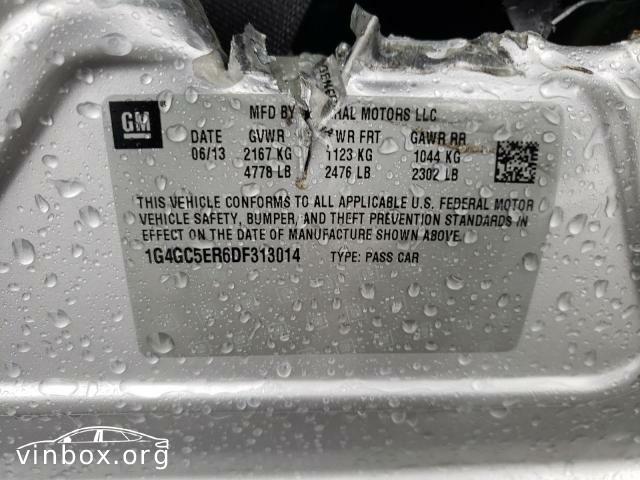 GM
MFD BY RAL MOTORS LLC
DATE GVWR WR FRT GAWR RR
06/13 2167 KG 1123 KG 1044 KG
4778 LB 2476 LB 2302 LB
THIS VEHICLE CONFORMS TO ALL APPLICABLE U.S. FEDERAL MOTOR
VEHICLE SAFETY, BUMPER, AND THEFT PREVENTION STANDARDS IN
EFFECT ON THE DATE OF MANUFACTURE SHOWN ABOVE.
1G4GC5ER6DF313014 TYPE: PASS CAR
vinbox.org